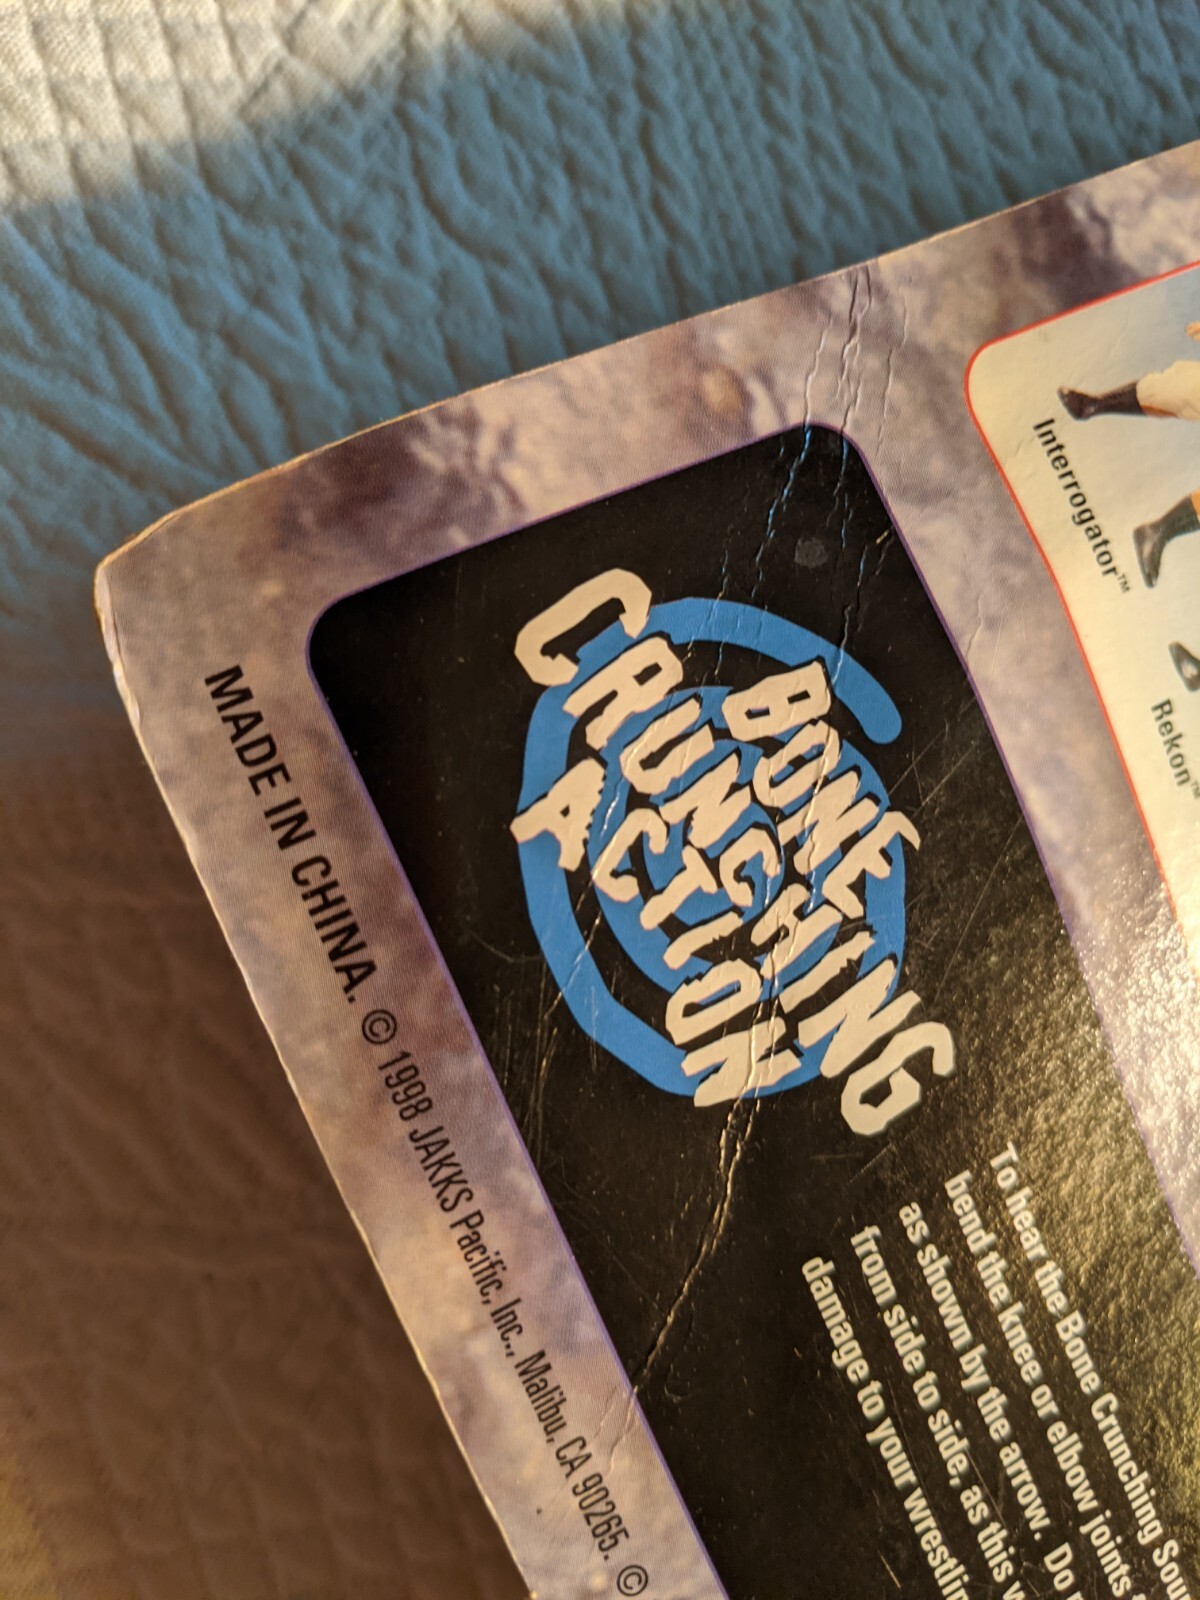 Interrogator™
Rekon™
BONE
CRUNCHING
ACTION
To hear the Bone Crunching
bend the knee or elbow joints
as shown by the arrow. Do
from side to side, as this
damage to your
MADE IN CHINA. © 1998 JAKKS Pacific, Inc., Malibu, CA 90265. ©